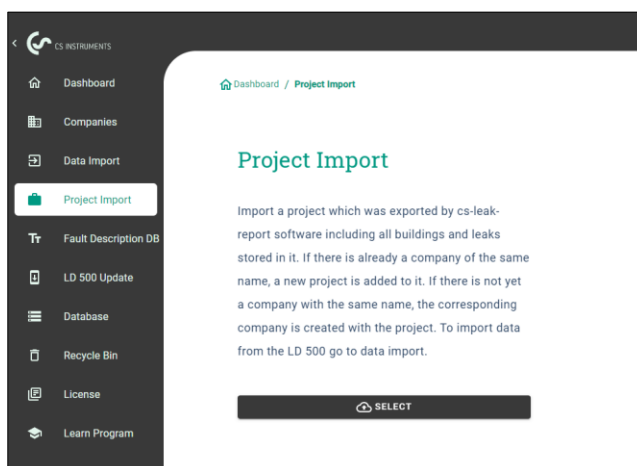 CS INSTRUMENTS
Dashboard
Companies
Data Import
Project Import
Fault Description DB
LD 500 Update
Database
Recycle Bin
License
Learn Program
Dashboard / Project Import
Project Import
Import a project which was exported by cs-leak-
report software including all buildings and leaks
stored in it. If there is already a company of the same
name, a new project is added to it. If there is not yet
a company with the same name, the corresponding
company is created with the project. To import data
from the LD 500 go to data import.
SELECT